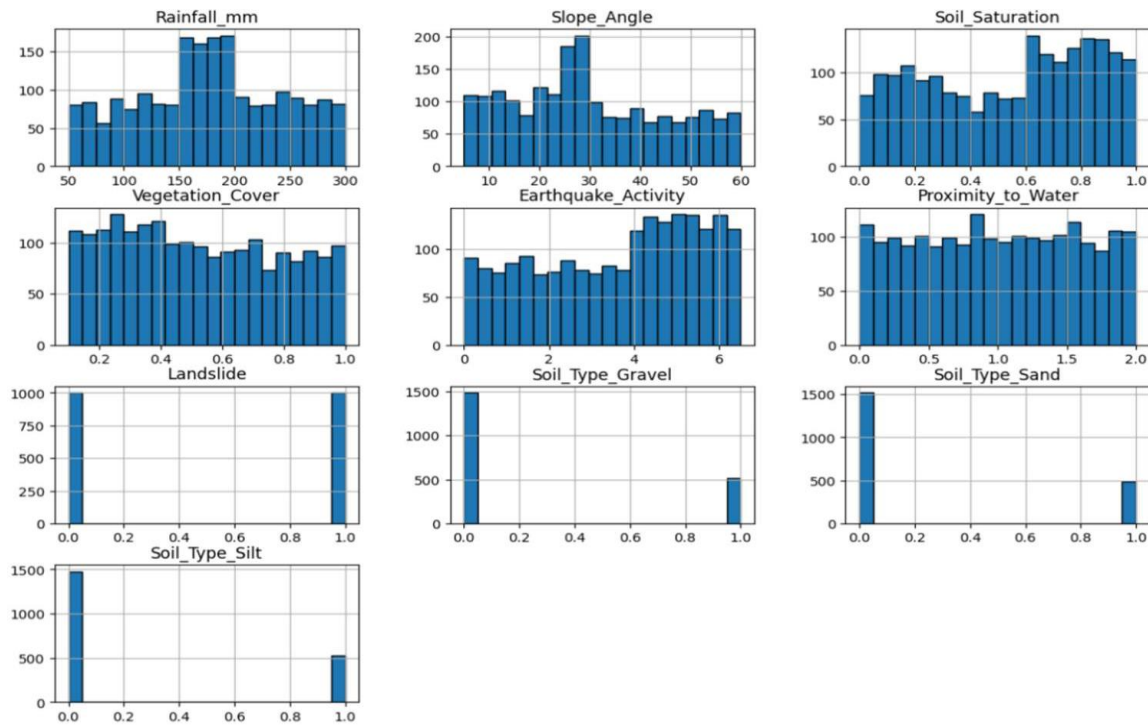 Rainfall_mm
150
100
50
0
50 100 150 200 250 300
Slope_Angle
200
150
100
50
0
10 20 30 40 50 60
Soil_Saturation
100
50
0
0.0 0.2 0.4 0.6 0.8 1.0
Vegetation_Cover
100
50
0
0.2 0.4 0.6 0.8 1.0
Earthquake_Activity
100
50
0
0 2 4 6
Proximity_to_Water
100
50
0
0.0 0.5 1.0 1.5 2.0
Landslide
1000
750
500
250
0
0.0 0.2 0.4 0.6 0.8 1.0
Soil_Type_Gravel
1500
1000
500
0
0.0 0.2 0.4 0.6 0.8 1.0
Soil_Type_Sand
1500
1000
500
0
0.0 0.2 0.4 0.6 0.8 1.0
Soil_Type_Silt
1500
1000
500
0
0.0 0.2 0.4 0.6 0.8 1.0